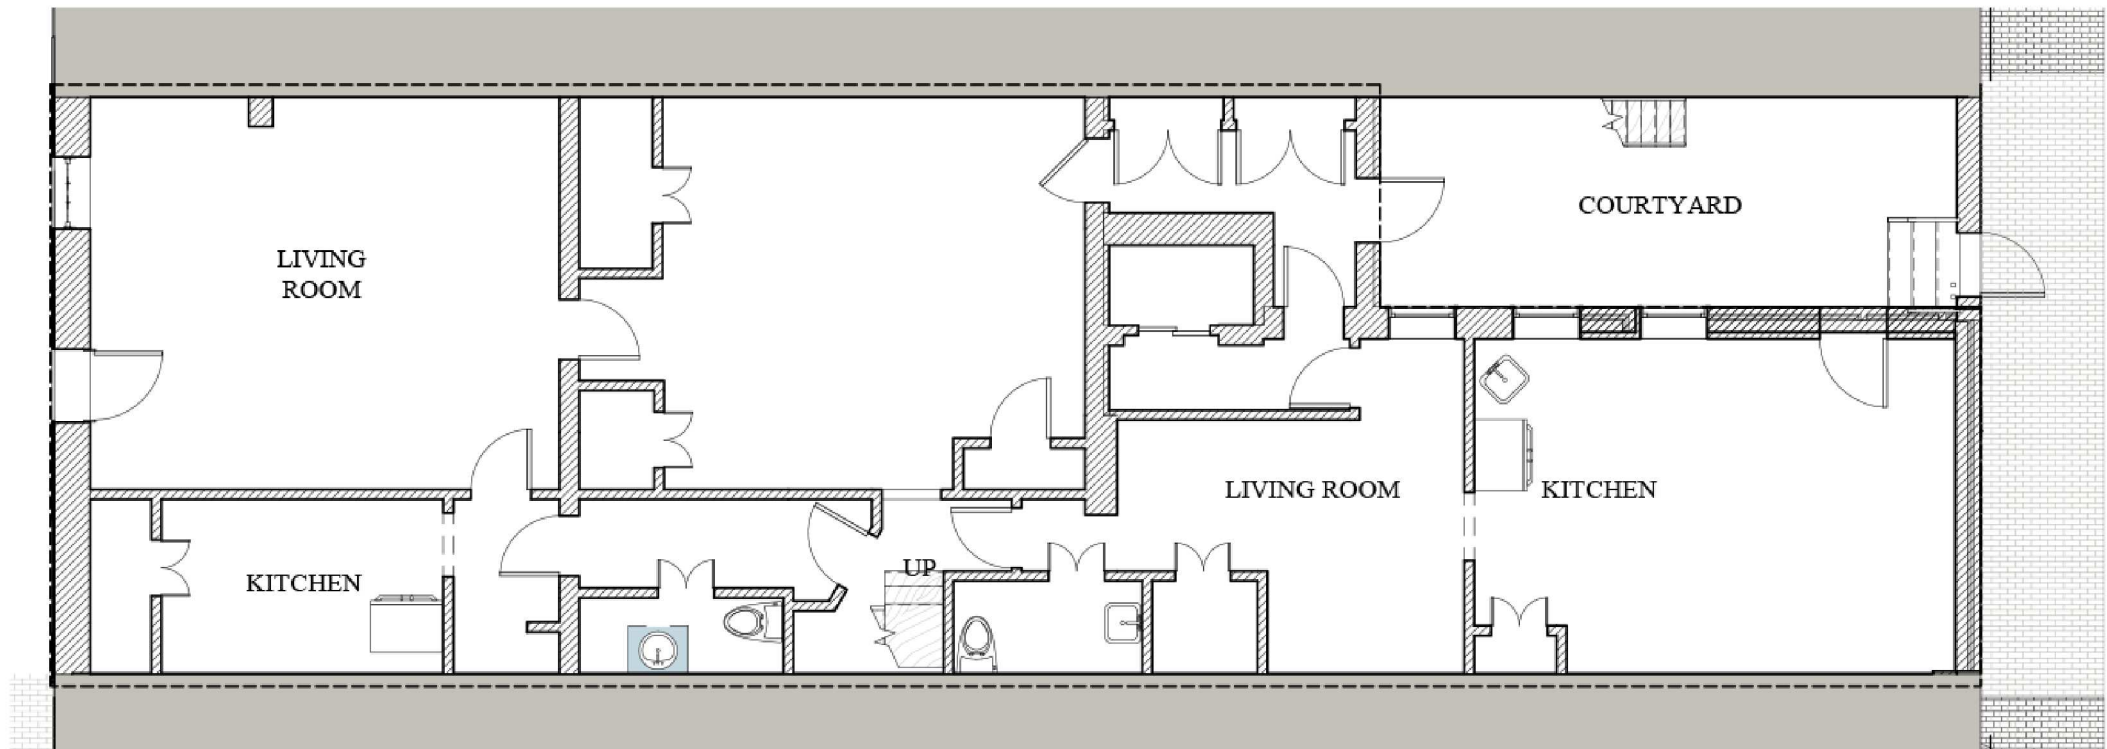 COURTYARD
LIVING
ROOM
LIVING ROOM
KITCHEN
UP
KITCHEN